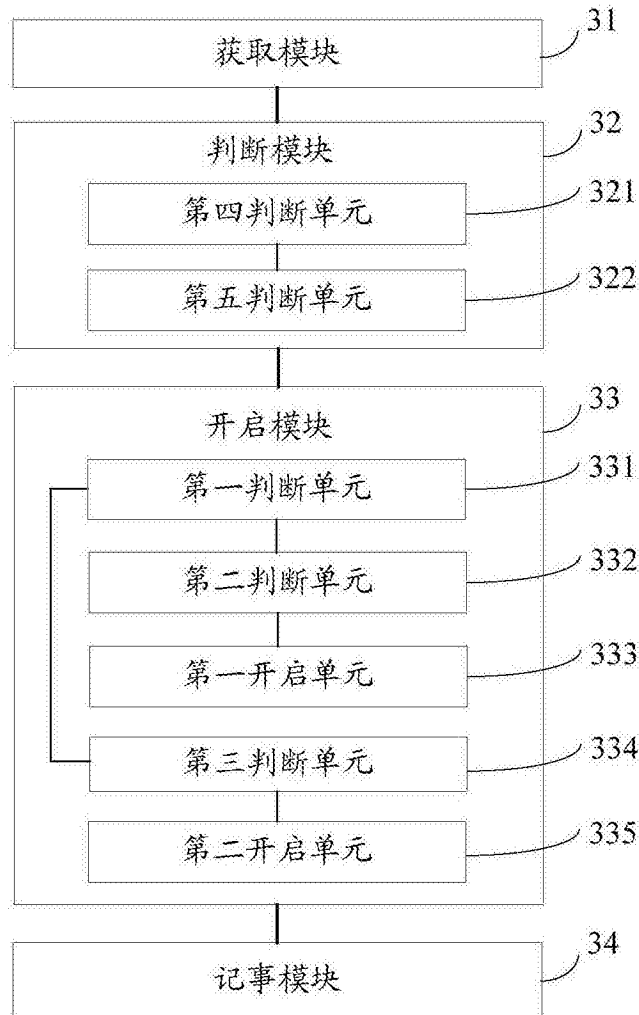 获取模块 31
判断模块 32
第四判断单元 321
第五判断单元 322
开启模块 33
第一判断单元 331
第二判断单元 332
第一开启单元 333
第三判断单元 334
第二开启单元 335
记事模块 34